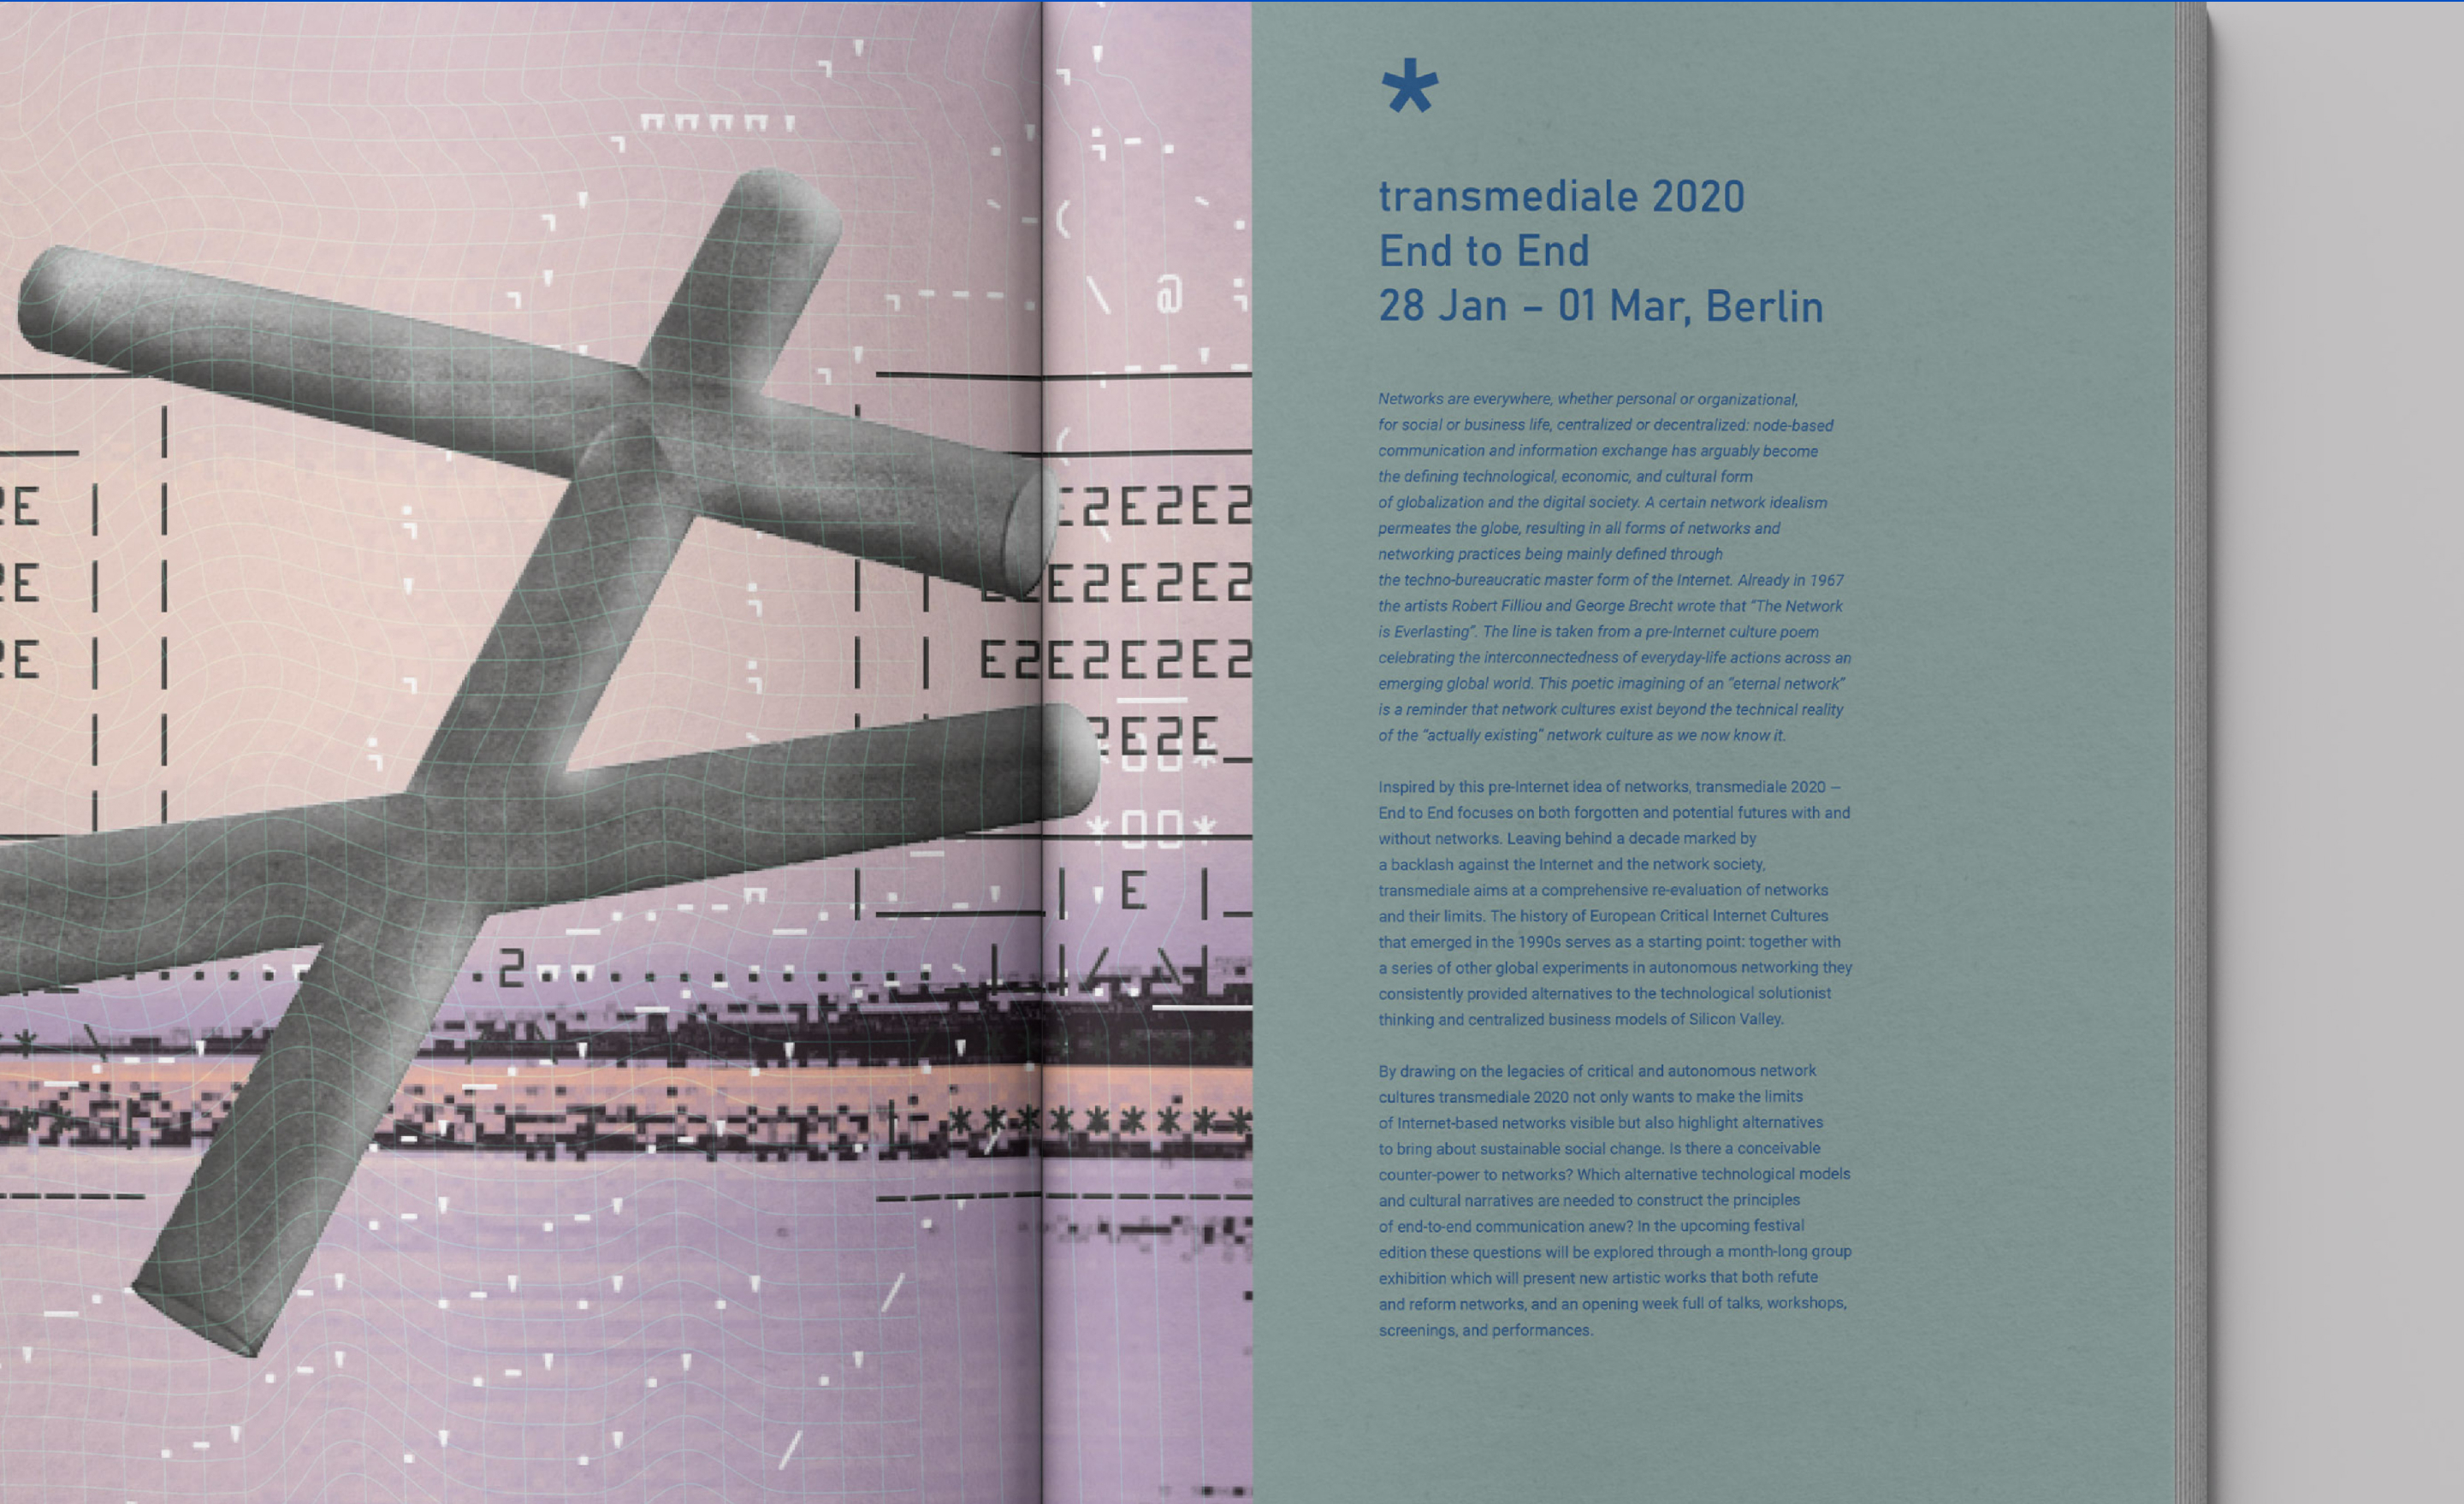 E2E2E2E2
E
2
*00*
@
*********
*
transmediale 2020
End to End
28 Jan – 01 Mar, Berlin
Networks are everywhere, whether personal or organizational,
for social or business life, centralized or decentralized: node-based
communication and information exchange has arguably become
the defining technological, economic, and cultural form
of globalization and the digital society. A certain network idealism
permeates the globe, resulting in all forms of networks and
networking practices being mainly defined through
the techno-bureaucratic master form of the Internet. Already in 1967
the artists Robert Filliou and George Brecht wrote that “The Network
is Everlasting”. The line is taken from a pre-Internet culture poem
celebrating the interconnectedness of everyday-life actions across an
emerging global world. This poetic imagining of an “eternal network”
is a reminder that network cultures exist beyond the technical reality
of the “actually existing” network culture as we now know it.
Inspired by this pre-Internet idea of networks, transmediale 2020 –
End to End focuses on both forgotten and potential futures with and
without networks. Leaving behind a decade marked by
a backlash against the Internet and the network society,
transmediale aims at a comprehensive re-evaluation of networks
and their limits. The history of European Critical Internet Cultures
that emerged in the 1990s serves as a starting point: together with
a series of other global experiments in autonomous networking they
consistently provided alternatives to the technological solutionist
thinking and centralized business models of Silicon Valley.
By drawing on the legacies of critical and autonomous network
cultures transmediale 2020 not only wants to make the limits
of Internet-based networks visible but also highlight alternatives
to bring about sustainable social change. Is there a conceivable
counter-power to networks? Which alternative technological models
and cultural narratives are needed to construct the principles
of end-to-end communication anew? In the upcoming festival
edition these questions will be explored through a month-long group
exhibition which will present new artistic works that both refute
and reform networks, and an opening week full of talks, workshops,
screenings, and performances.